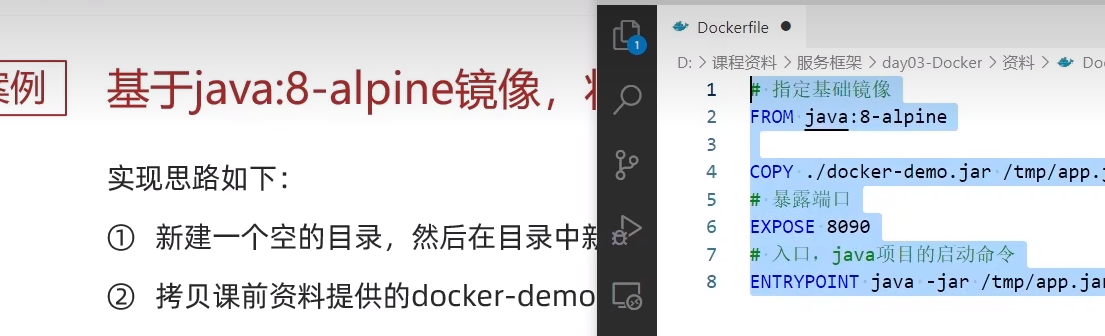 案例
基于java:8-alpine镜像，
实现思路如下：
① 新建一个空的目录，然后在目录中新
② 拷贝课前资料提供的docker-demo
1
Dockerfile
D: > 课程资料 > 服务框架 > day03-Docker > 资料 > Do
1 # 指定基础镜像
2 FROM java:8-alpine
3
4 COPY ./docker-demo.jar /tmp/app.j
5 # 暴露端口
6 EXPOSE 8090
7 # 入口，java项目的启动命令
8 ENTRYPOINT java -jar /tmp/app.jar